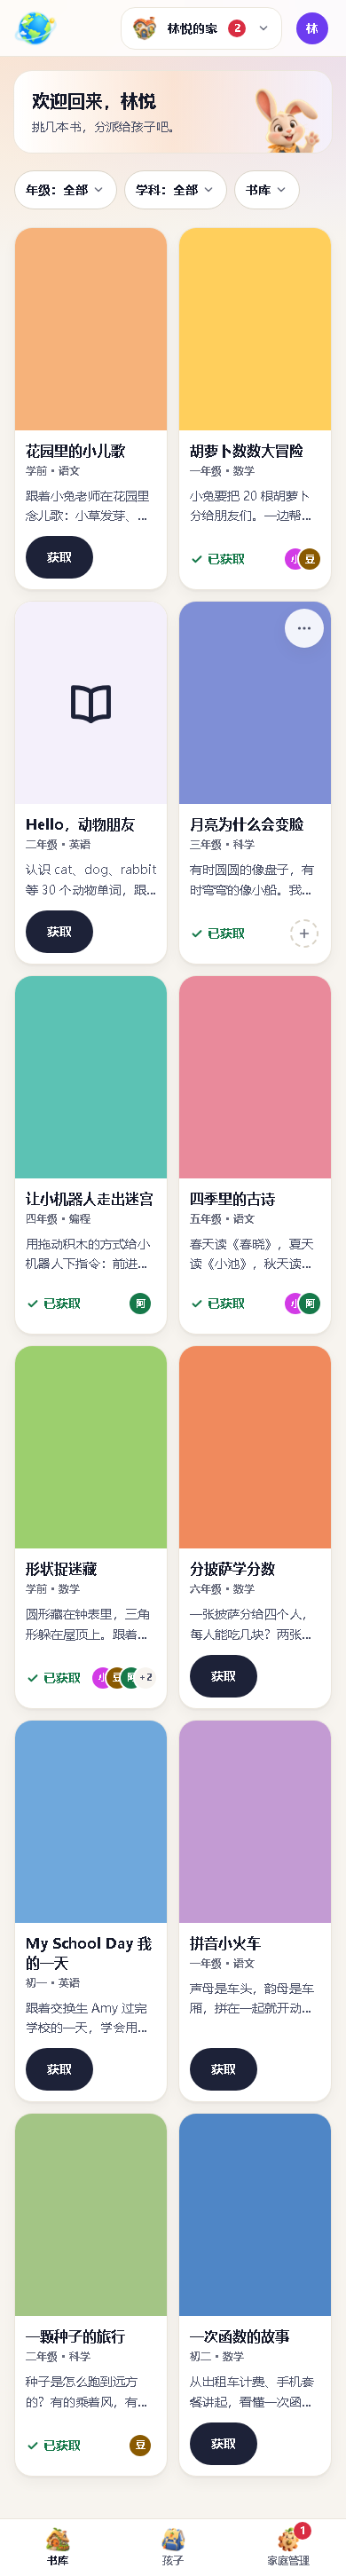 林悦的家 2
林
欢迎回来，林悦
挑几本书，分派给孩子吧。
年级：全部
学科：全部
书库
花园里的小儿歌
学前 · 语文
跟着小兔老师在花园里
念儿歌：小草发芽、...
获取
胡萝卜数数大冒险
一年级 · 数学
小兔要把 20 根胡萝卜
分给朋友们。一边帮...
已获取
小 豆
Hello，动物朋友
二年级 · 英语
认识 cat、dog、rabbit
等 30 个动物单词，跟...
获取
月亮为什么会变脸
三年级 · 科学
有时圆圆的像盘子，有
时弯弯的像小船。我...
已获取
让小机器人走出迷宫
四年级 · 编程
用拖动积木的方式给小
机器人下指令：前进...
已获取
阿
四季里的古诗
五年级 · 语文
春天读《春晓》，夏天
读《小池》，秋天读...
已获取
小 阿
形状捉迷藏
学前 · 数学
圆形藏在钟表里，三角
形躲在屋顶上。跟着...
已获取
小 豆 阿 +2
分披萨学分数
六年级 · 数学
一张披萨分给四个人，
每人能吃几块？两张...
获取
My School Day 我
的一天
初一 · 英语
跟着交换生 Amy 过完
学校的一天，学会用...
获取
拼音小火车
一年级 · 语文
声母是车头，韵母是车
厢，拼在一起就开动...
获取
一颗种子的旅行
二年级 · 科学
种子是怎么跑到远方
的？有的乘着风，有...
已获取
豆
一次函数的故事
初二 · 数学
从出租车计费、手机套
餐讲起，看懂一次函...
获取
书库
孩子
1
家庭管理